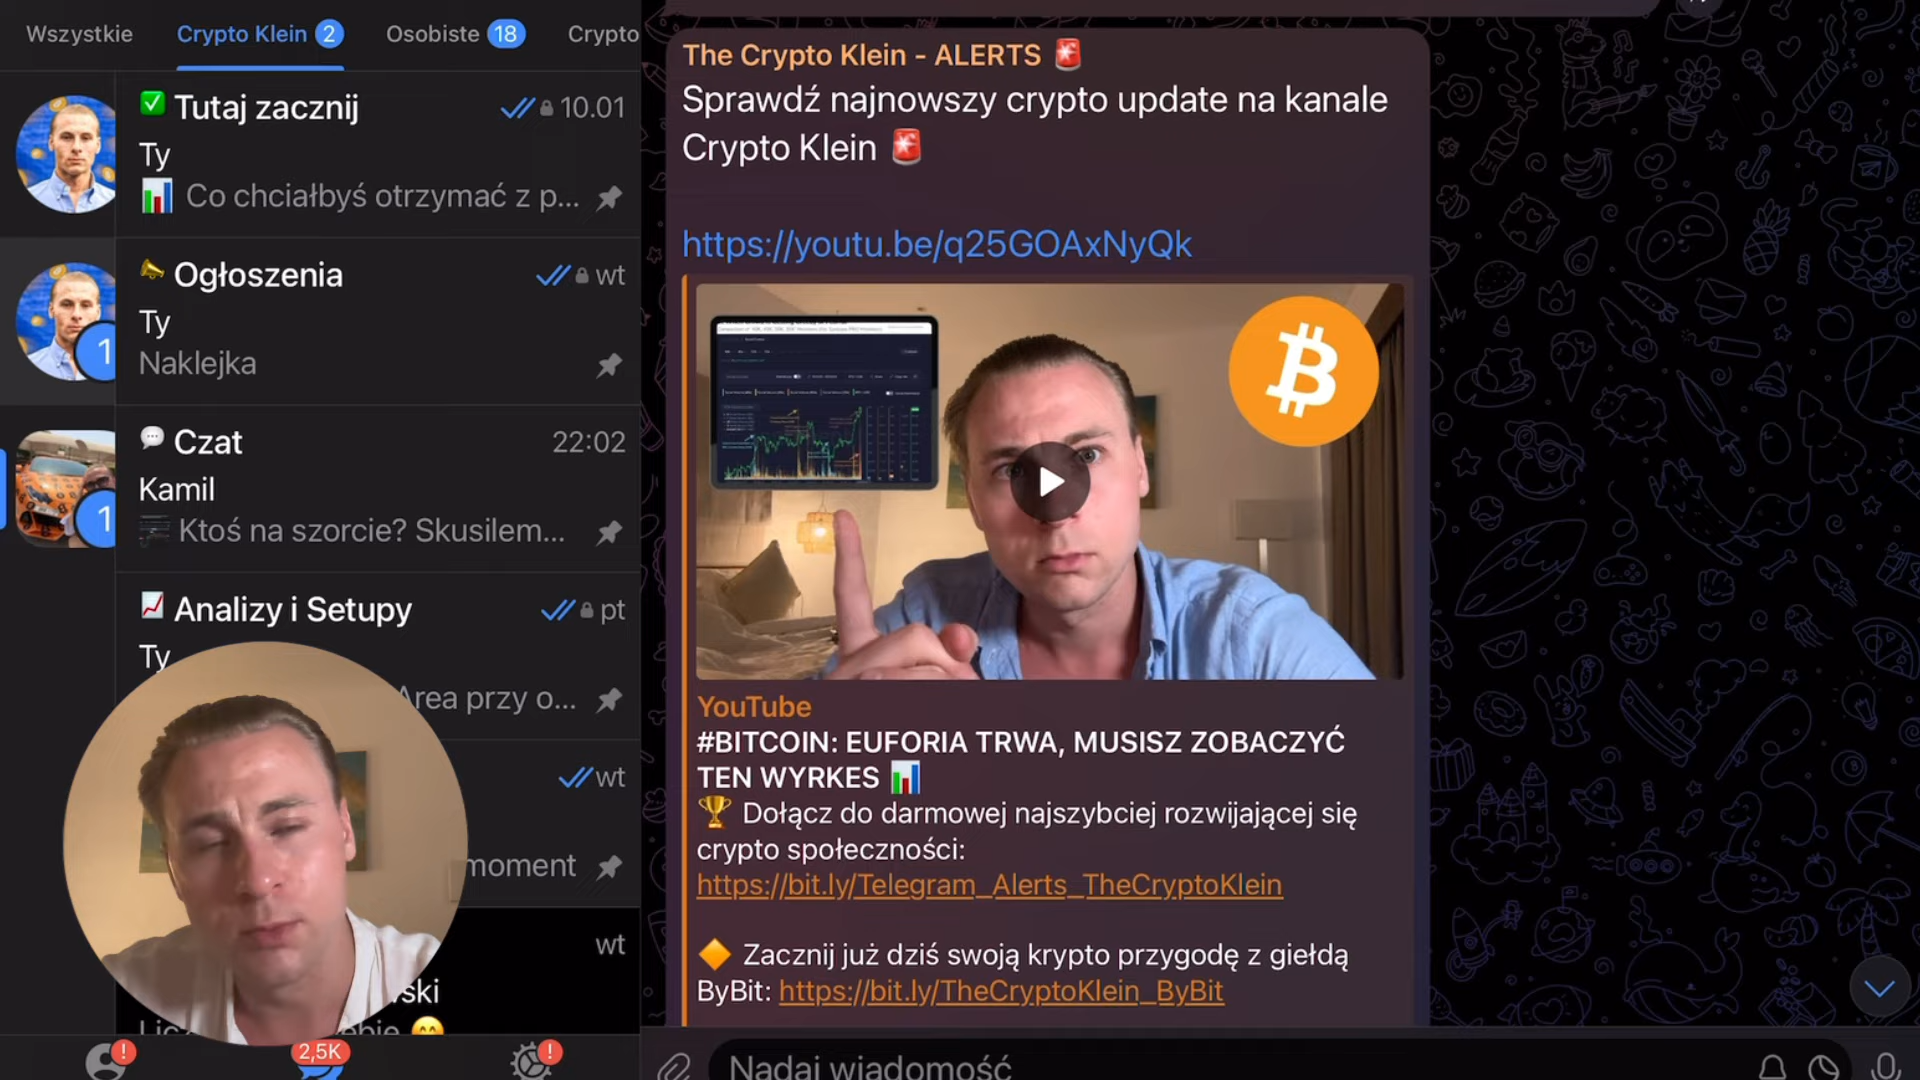 Wszystkie
Crypto Klein 2
Osobiste 18
Crypto
Tutaj zacznij 10.01
Ty
Co chciałbyś otrzymać z p...
Ogłoszenia wt
Ty
Naklejka
1
Czat 22:02
Kamil
Ktoś na szorcie? Skusilem...
1
Analizy i Setupy pt
Ty
Area przy o...
wt
moment
wt
ski
2,5K
The Crypto Klein - ALERTS
Sprawdź najnowszy crypto update na kanale
Crypto Klein
https://youtu.be/q25GOAxNyQk
YouTube
#BITCOIN: EUFORIA TRWA, MUSISZ ZOBACZYĆ
TEN WYRKES
Dołącz do darmowej najszybciej rozwijającej się
crypto społeczności:
https://bit.ly/Telegram_Alerts_TheCryptoKlein
Zacznij już dziś swoją krypto przygodę z giełdą
ByBit: https://bit.ly/TheCryptoKlein_ByBit
Nadaj wiadomość